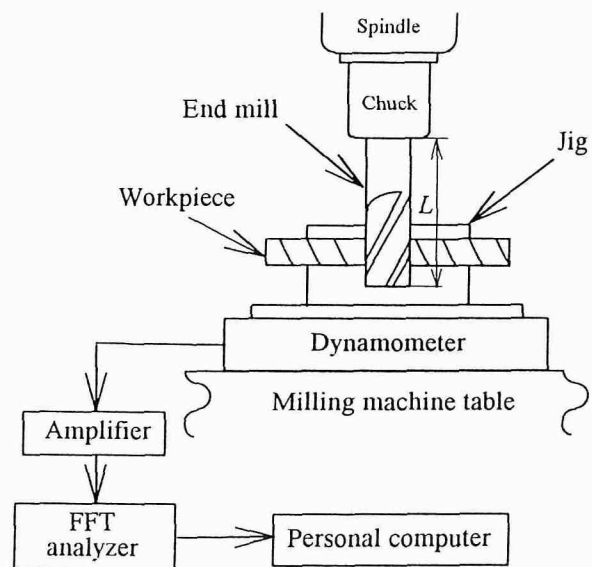 Spindle
Chuck
End mill
Jig
L
Workpiece
Dynamometer
Milling machine table
Amplifier
FFT
analyzer
Personal computer